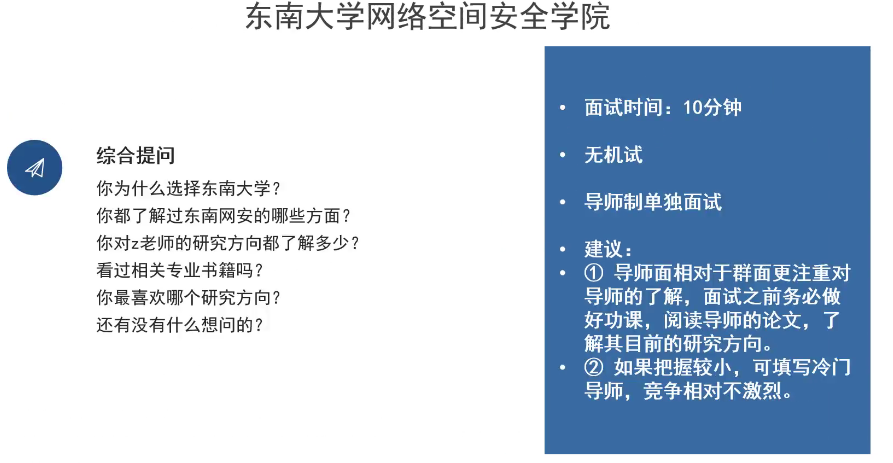 东南大学网络空间安全学院
综合提问
你为什么选择东南大学？
你都了解过东南网安的哪些方面？
你对z老师的研究方向都了解多少？
看过相关专业书籍吗？
你最喜欢哪个研究方向？
还有没有什么想问的？
• 面试时间：10分钟
• 无机试
• 导师制单独面试
• 建议：
• ① 导师面相对于群面更注重对
导师的了解，面试之前务必做
好功课，阅读导师的论文，了
解其目前的研究方向。
• ② 如果把握较小，可填写冷门
导师，竞争相对不激烈。